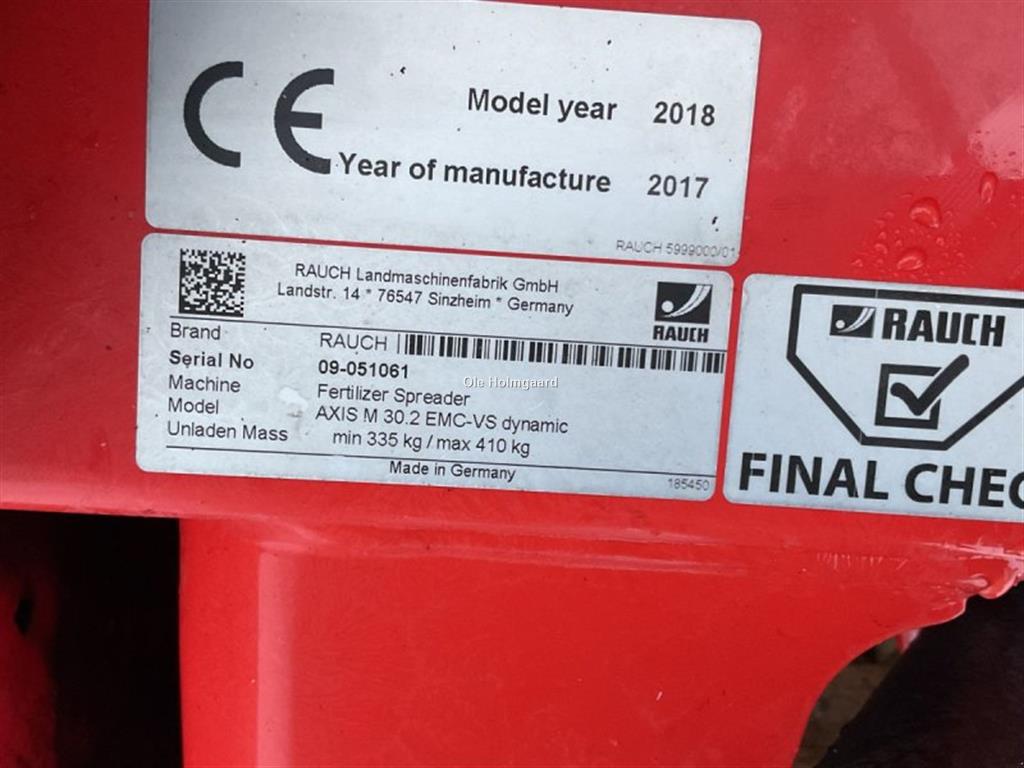 CE
Model year 2018
Year of manufacture 2017
RAUCH 5999000/01
RAUCH Landmaschinenfabrik GmbH
Landstr. 14 * 76547 Sinzheim * Germany
RAUCH
Brand RAUCH
Serial No 09-051061
Machine Fertilizer Spreader
Model AXIS M 30.2 EMC-VS dynamic
Unladen Mass min 335 kg / max 410 kg
Made in Germany
185450
RAUCH
FINAL CHEC
Ole Holmgaard